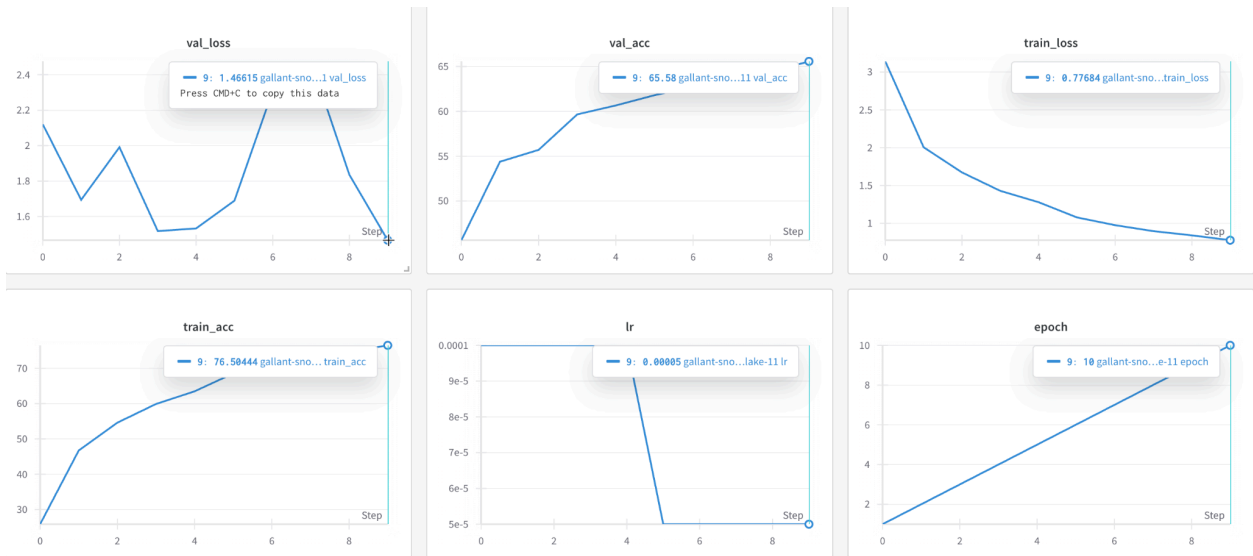 val_loss
9: 1.46615 gallant-sno…1 val_loss
Press CMD+C to copy this data
2.4
2.2
2
1.8
1.6
Step
0 2 4 6 8
val_acc
9: 65.58 gallant-sno…11 val_acc
65
60
55
50
Step
0 2 4 6 8
train_loss
9: 0.77684 gallant-sno…train_loss
3
2.5
2
1.5
1
Step
0 2 4 6 8
train_acc
9: 76.50444 gallant-sno… train_acc
70
60
50
40
30
Step
0 2 4 6 8
lr
9: 0.00005 gallant-sno…lake-11 lr
0.0001
9e-5
8e-5
7e-5
6e-5
5e-5
Step
0 2 4 6 8
epoch
9: 10 gallant-sno…e-11 epoch
10
8
6
4
2
Step
0 2 4 6 8